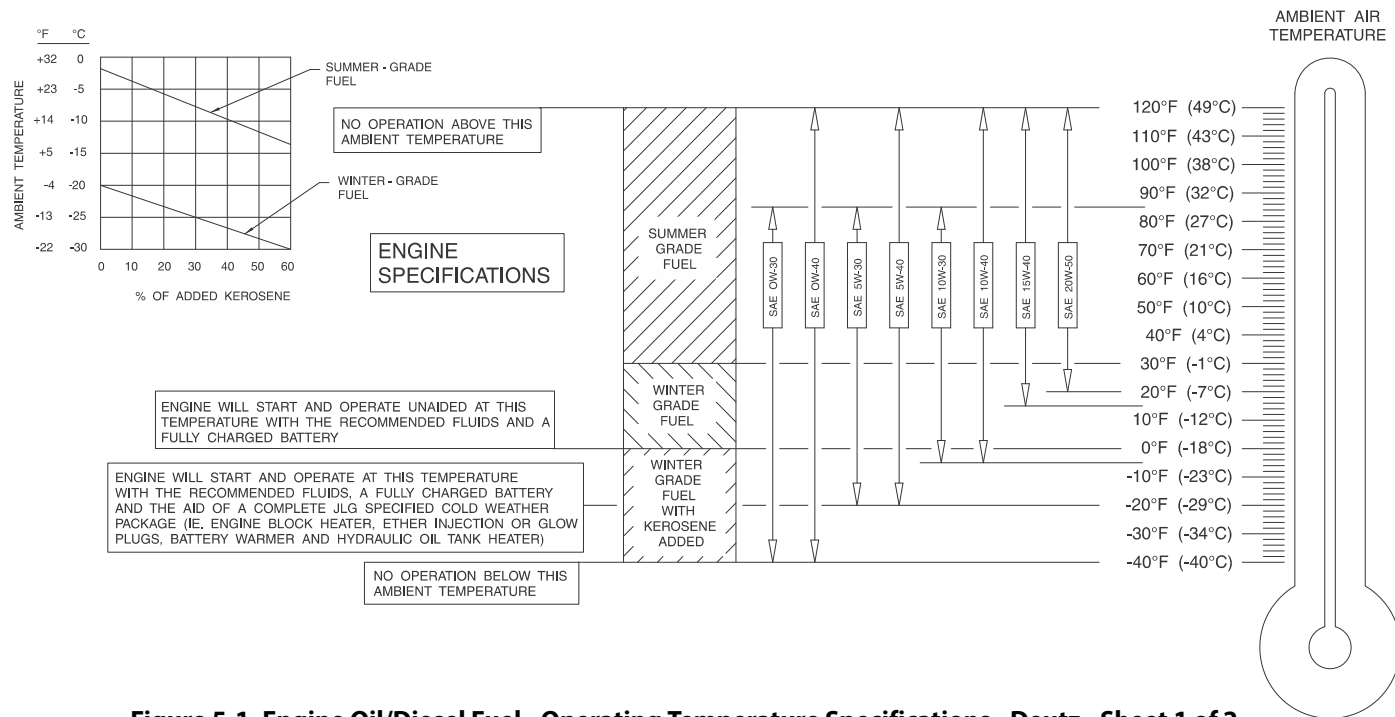 AMBIENT AIR
TEMPERATURE
°F °C
+32 0
+23 -5
+14 -10
+5 -15
-4 -20
-13 -25
-22 -30
AMBIENT TEMPERATURE
0 10 20 30 40 50 60
% OF ADDED KEROSENE
SUMMER - GRADE
FUEL
WINTER - GRADE
FUEL
NO OPERATION ABOVE THIS
AMBIENT TEMPERATURE
ENGINE
SPECIFICATIONS
ENGINE WILL START AND OPERATE UNAIDED AT THIS
TEMPERATURE WITH THE RECOMMENDED FLUIDS AND A
FULLY CHARGED BATTERY
ENGINE WILL START AND OPERATE AT THIS TEMPERATURE
WITH THE RECOMMENDED FLUIDS, A FULLY CHARGED BATTERY
AND THE AID OF A COMPLETE JLG SPECIFIED COLD WEATHER
PACKAGE (IE. ENGINE BLOCK HEATER, ETHER INJECTION OR GLOW
PLUGS, BATTERY WARMER AND HYDRAULIC OIL TANK HEATER)
NO OPERATION BELOW THIS
AMBIENT TEMPERATURE
SUMMER
GRADE
FUEL
WINTER
GRADE
FUEL
WINTER
GRADE
FUEL
WITH
KEROSENE
ADDED
SAE 0W-30
SAE 0W-40
SAE 5W-30
SAE 5W-40
SAE 10W-30
SAE 10W-40
SAE 15W-40
SAE 20W-50
120°F (49°C)
110°F (43°C)
100°F (38°C)
90°F (32°C)
80°F (27°C)
70°F (21°C)
60°F (16°C)
50°F (10°C)
40°F (4°C)
30°F (-1°C)
20°F (-7°C)
10°F (-12°C)
0°F (-18°C)
-10°F (-23°C)
-20°F (-29°C)
-30°F (-34°C)
-40°F (-40°C)